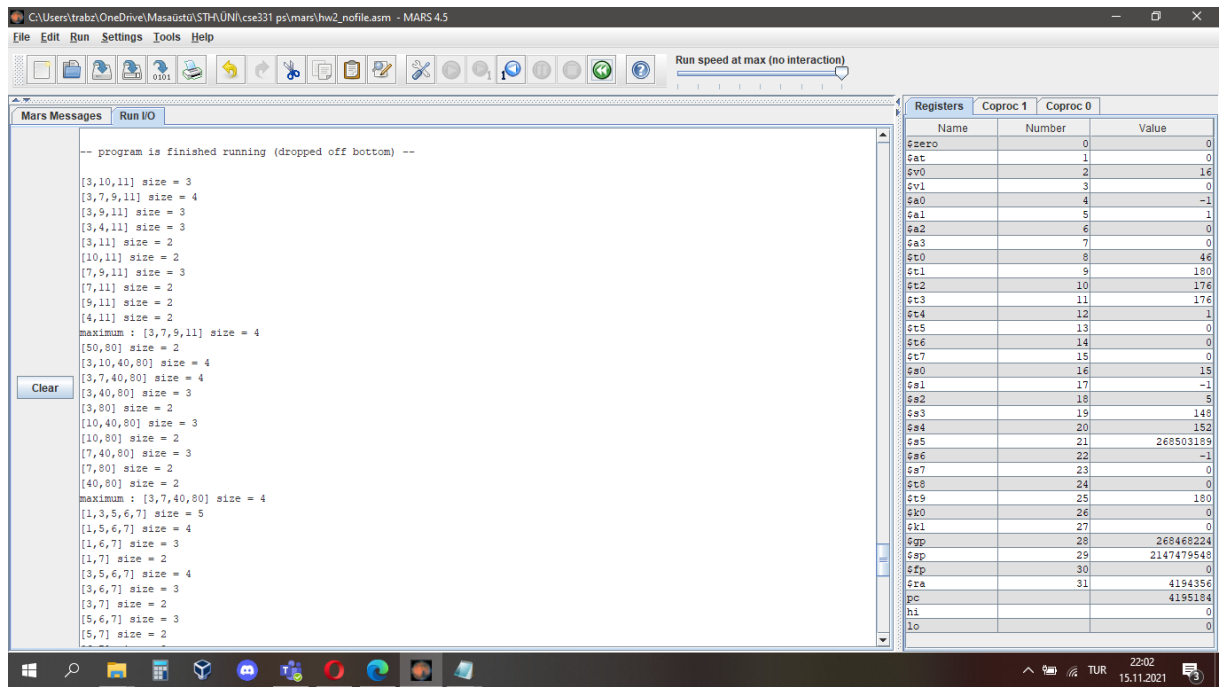 C:\Users\trabz\OneDrive\Masaüstü\STH\ÜNİ\cse331 ps\mars\hw2_nofile.asm - MARS 4.5
File Edit Run Settings Tools Help
Run speed at max (no interaction)
Mars Messages Run I/O
-- program is finished running (dropped off bottom) --
[3,10,11] size = 3
[3,7,9,11] size = 4
[3,9,11] size = 3
[3,4,11] size = 3
[3,11] size = 2
[10,11] size = 2
[7,9,11] size = 3
[7,11] size = 2
[9,11] size = 2
[4,11] size = 2
maximum : [3,7,9,11] size = 4
[50,80] size = 2
[3,10,40,80] size = 4
[3,7,40,80] size = 4
[3,40,80] size = 3
[3,80] size = 2
[10,40,80] size = 3
[10,80] size = 2
[7,40,80] size = 3
[7,80] size = 2
[40,80] size = 2
maximum : [3,7,40,80] size = 4
[1,3,5,6,7] size = 5
[1,5,6,7] size = 4
[1,6,7] size = 3
[1,7] size = 2
[3,5,6,7] size = 4
[3,6,7] size = 3
[3,7] size = 2
[5,6,7] size = 3
[5,7] size = 2
Clear
Registers Coproc 1 Coproc 0
Name Number Value
$zero 0 0
$at 1 0
$v0 2 16
$v1 3 0
$a0 4 -1
$a1 5 1
$a2 6 0
$a3 7 0
$t0 8 46
$t1 9 180
$t2 10 176
$t3 11 176
$t4 12 1
$t5 13 0
$t6 14 0
$t7 15 0
$s0 16 15
$s1 17 -1
$s2 18 5
$s3 19 148
$s4 20 152
$s5 21 268503189
$s6 22 -1
$s7 23 0
$t8 24 0
$t9 25 180
$k0 26 0
$k1 27 0
$gp 28 268468224
$sp 29 2147479548
$fp 30 0
$ra 31 4194356
pc 4195184
hi 0
lo 0
TUR
22:02
15.11.2021
3